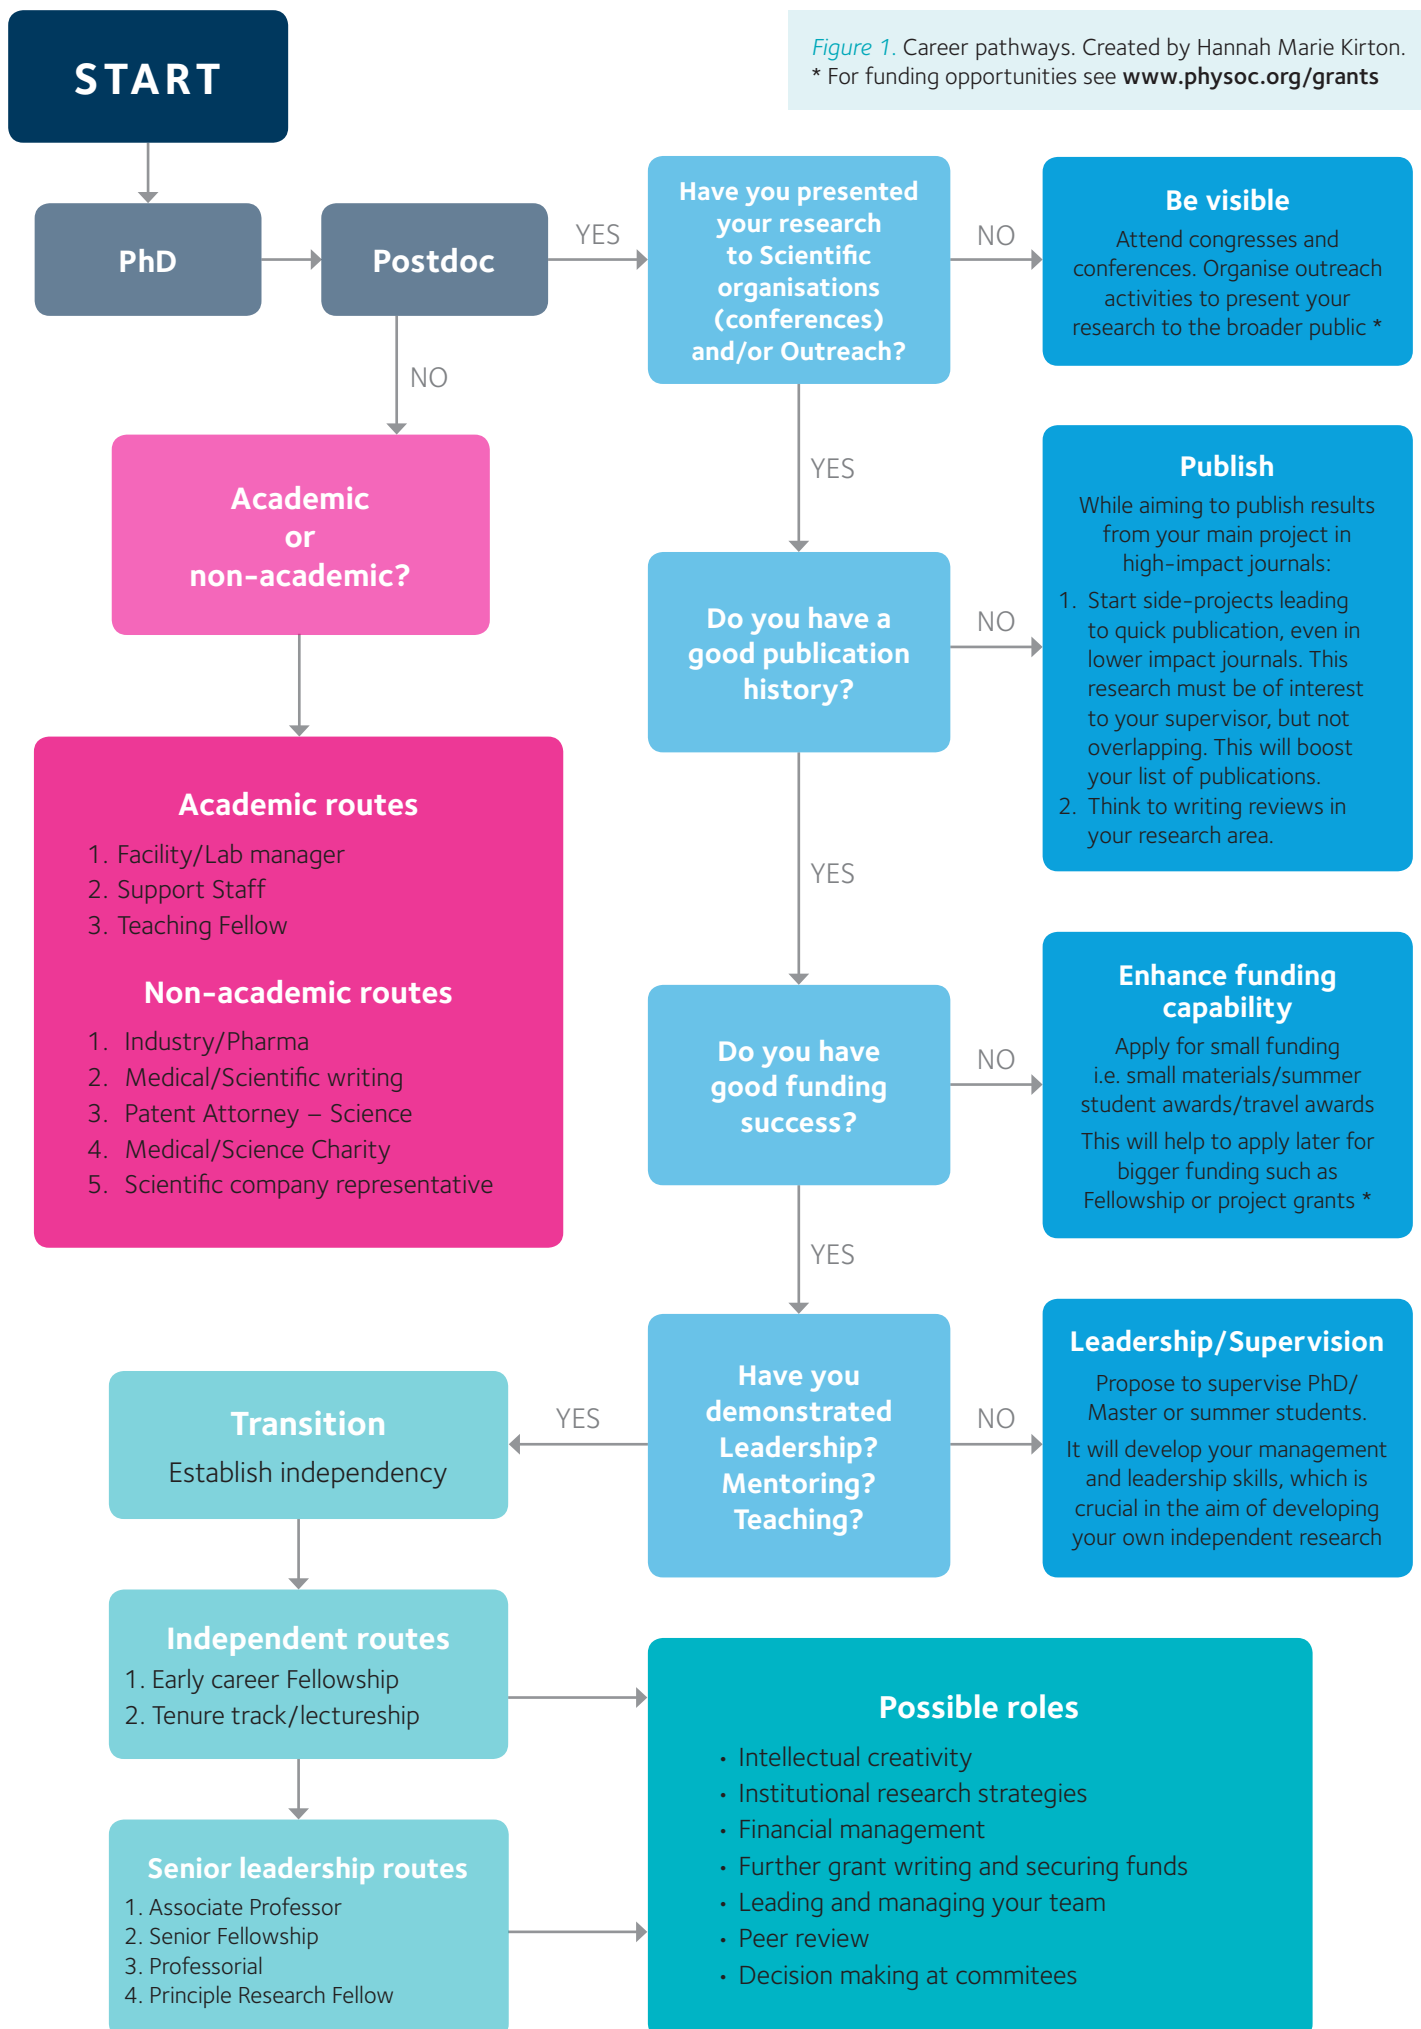 START
Figure 1. Career pathways. Created by Hannah Marie Kirton.
* For funding opportunities see www.physoc.org/grants
PhD
Postdoc
YES
Have you presented
your research
to Scientific
organisations
(conferences)
and/or Outreach?
NO
Be visible
Attend congresses and
conferences. Organise outreach
activities to present your
research to the broader public *
NO
Academic
or
non-academic?
YES
Do you have a
good publication
history?
NO
Publish
While aiming to publish results
from your main project in
high-impact journals:
1. Start side-projects leading
to quick publication, even in
lower impact journals. This
research must be of interest
to your supervisor, but not
overlapping. This will boost
your list of publications.
2. Think to writing reviews in
your research area.
Academic routes
1. Facility/Lab manager
2. Support Staff
3. Teaching Fellow
Non-academic routes
1. Industry/Pharma
2. Medical/Scientific writing
3. Patent Attorney – Science
4. Medical/Science Charity
5. Scientific company representative
YES
Do you have
good funding
success?
NO
Enhance funding
capability
Apply for small funding
i.e. small materials/summer
student awards/travel awards
This will help to apply later for
bigger funding such as
Fellowship or project grants *
YES
Have you
demonstrated
Leadership?
Mentoring?
Teaching?
NO
Leadership/Supervision
Propose to supervise PhD/
Master or summer students.
It will develop your management
and leadership skills, which is
crucial in the aim of developing
your own independent research
YES
Transition
Establish independency
Independent routes
1. Early career Fellowship
2. Tenure track/lectureship
Senior leadership routes
1. Associate Professor
2. Senior Fellowship
3. Professorial
4. Principle Research Fellow
Possible roles
• Intellectual creativity
• Institutional research strategies
• Financial management
• Further grant writing and securing funds
• Leading and managing your team
• Peer review
• Decision making at commitees